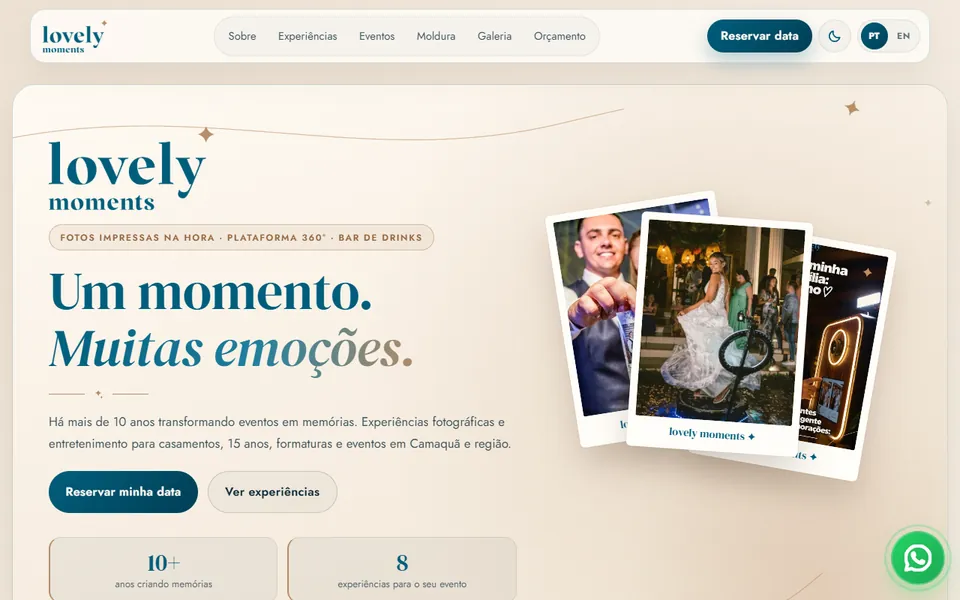 lovely
moments
Sobre
Experiências
Eventos
Moldura
Galeria
Orçamento
Reservar data
PT
EN
lovely
moments
FOTOS IMPRESSAS NA HORA · PLATAFORMA 360° · BAR DE DRINKS
Um momento.
Muitas emoções.
Há mais de 10 anos transformando eventos em memórias. Experiências fotográficas e
entretenimento para casamentos, 15 anos, formaturas e eventos em Camaquã e região.
Reservar minha data
Ver experiências
10+
anos criando memórias
8
experiências para o seu evento
lovely moments
minha